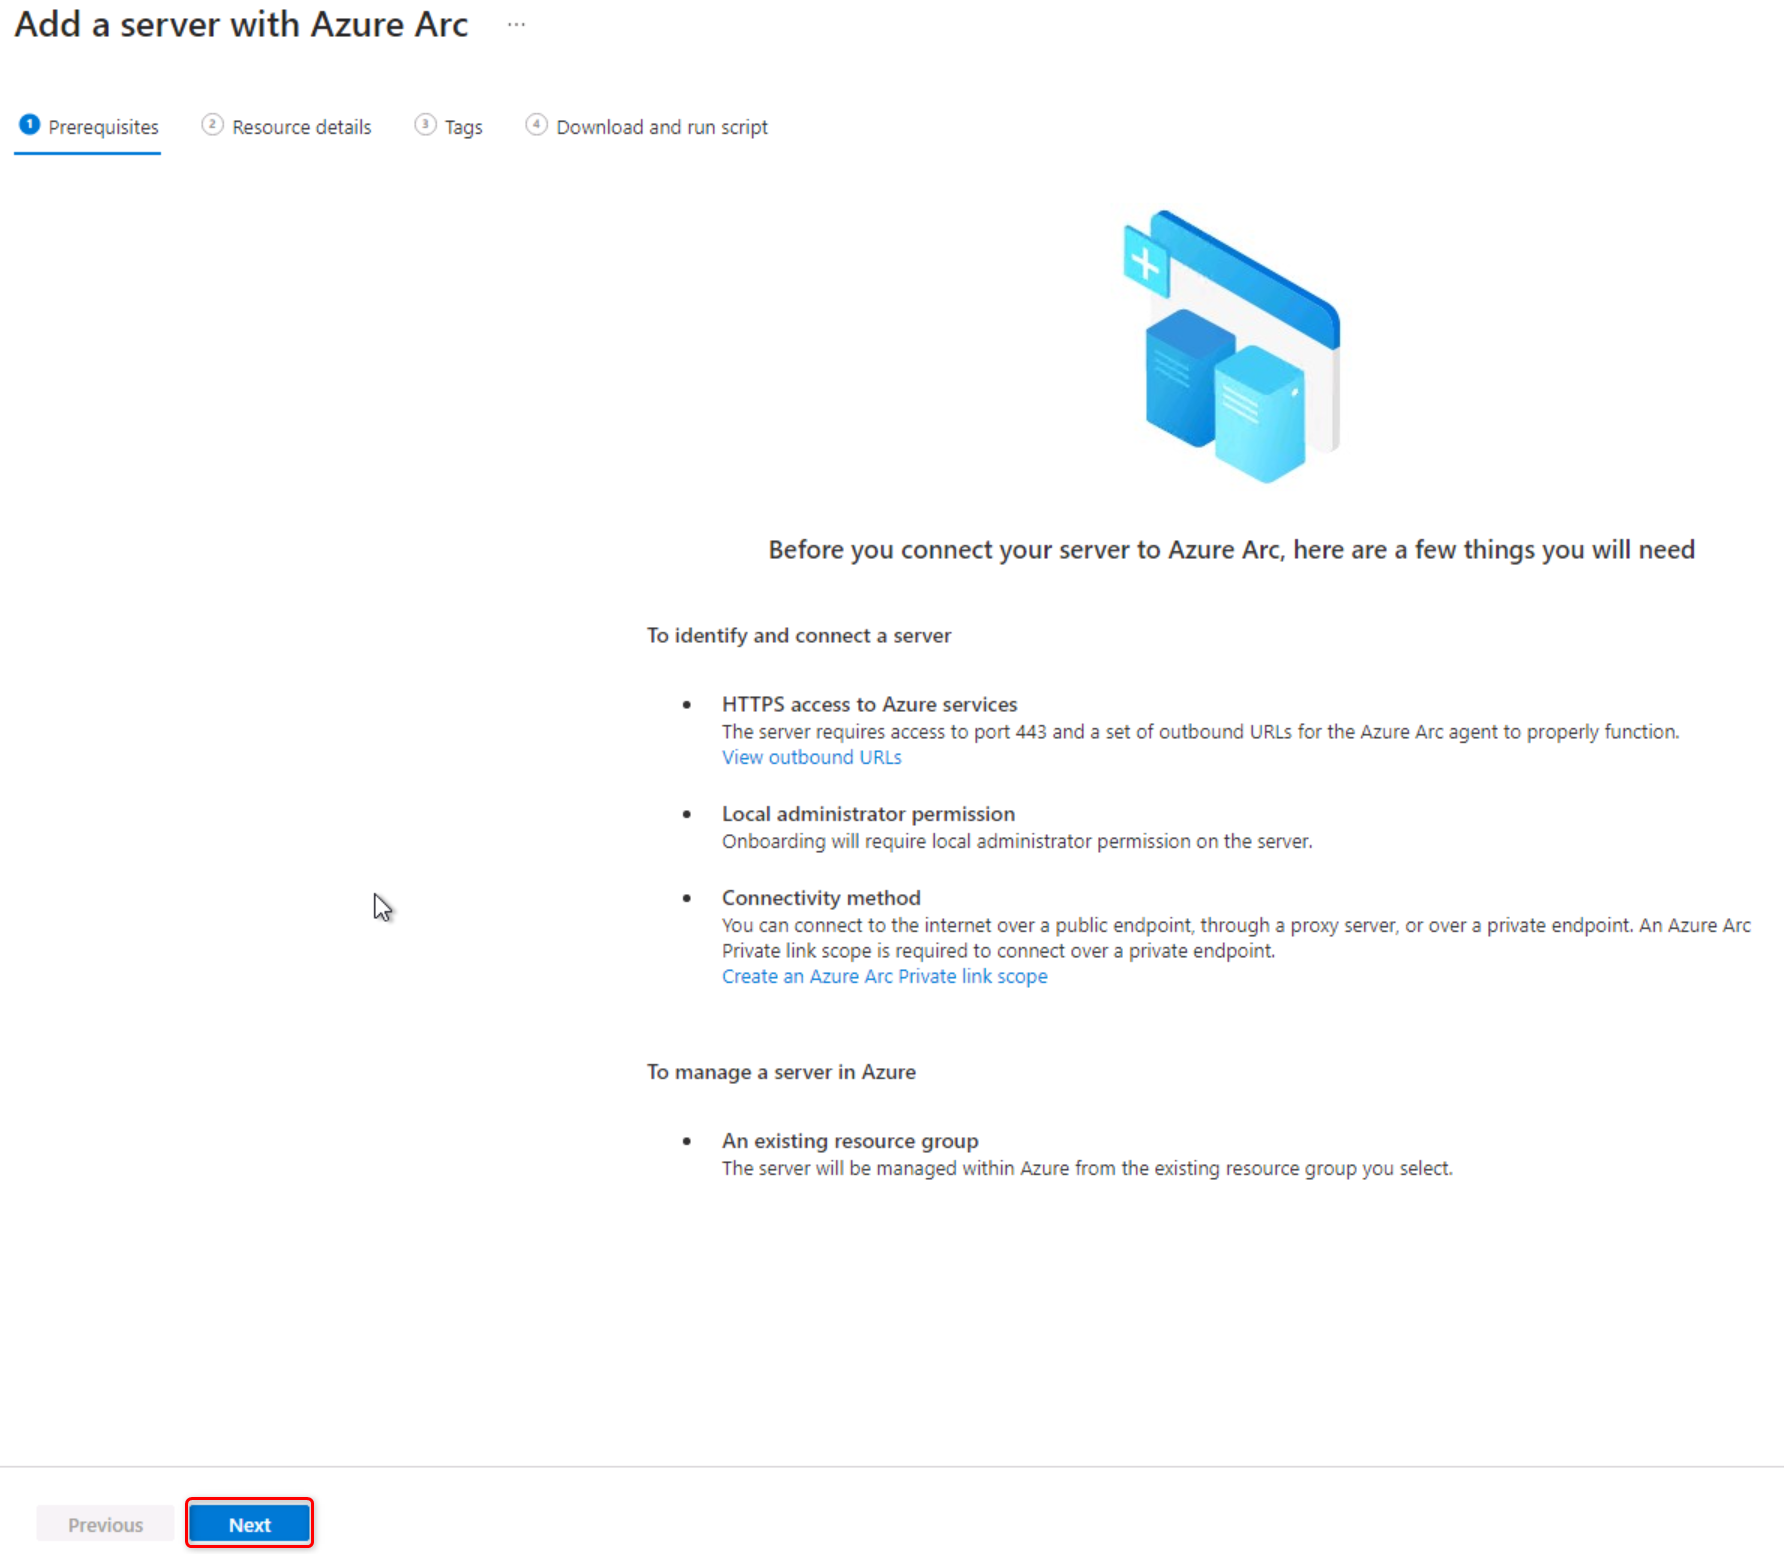 Add a server with Azure Arc ...
1 Prerequisites 2 Resource details 3 Tags 4 Download and run script
Before you connect your server to Azure Arc, here are a few things you will need
To identify and connect a server
• HTTPS access to Azure services
The server requires access to port 443 and a set of outbound URLs for the Azure Arc agent to properly function.
View outbound URLs
• Local administrator permission
Onboarding will require local administrator permission on the server.
• Connectivity method
You can connect to the internet over a public endpoint, through a proxy server, or over a private endpoint. An Azure Arc
Private link scope is required to connect over a private endpoint.
Create an Azure Arc Private link scope
To manage a server in Azure
• An existing resource group
The server will be managed within Azure from the existing resource group you select.
Previous Next